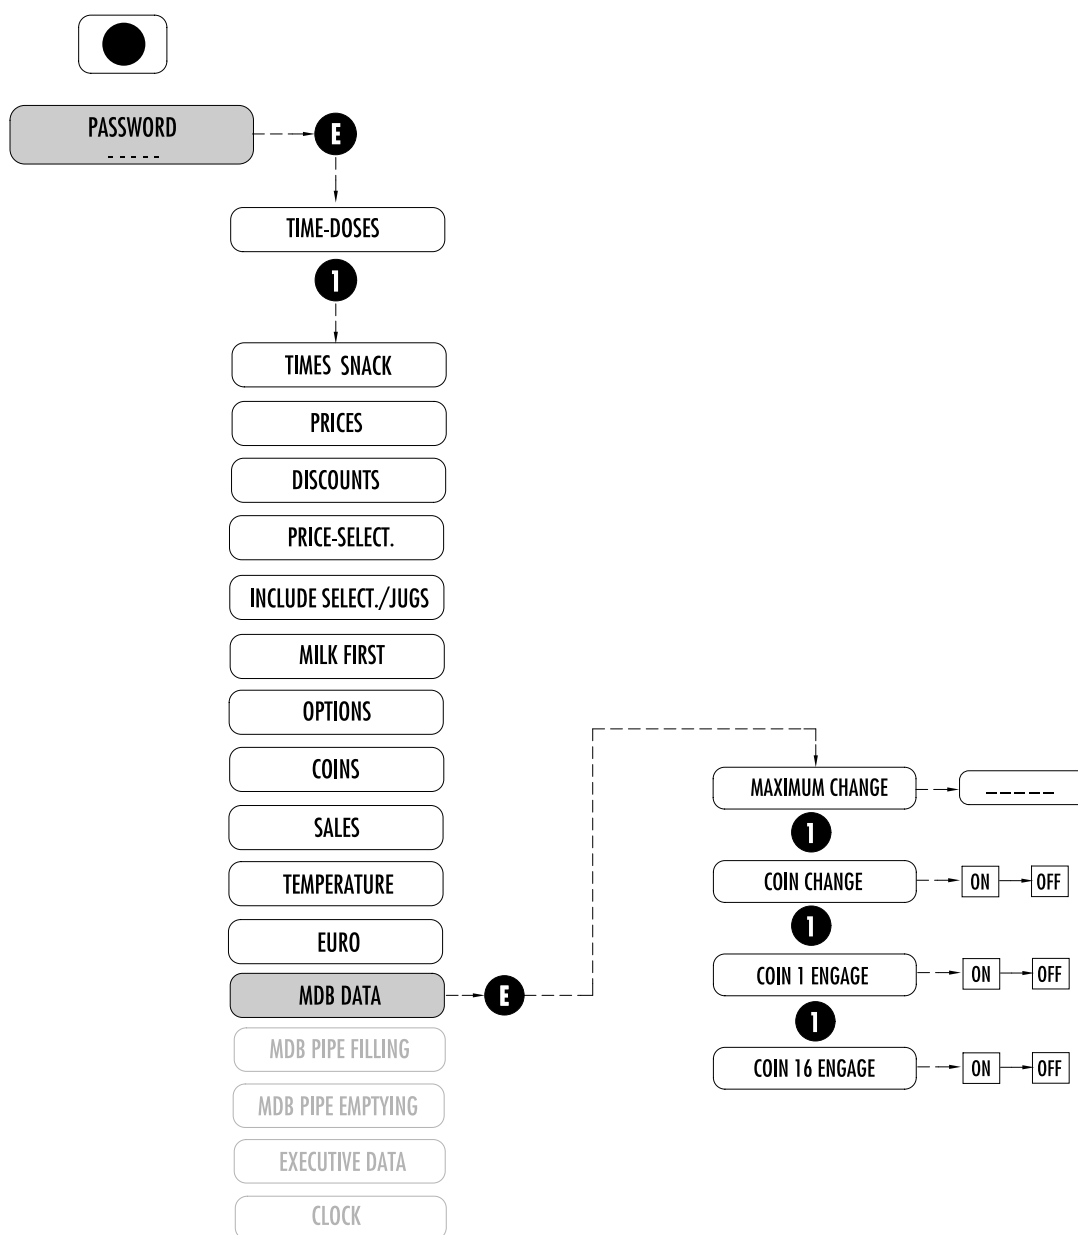 PASSWORD
- - - - -
E
TIME-DOSES
1
TIMES SNACK
PRICES
DISCOUNTS
PRICE-SELECT.
INCLUDE SELECT./JUGS
MILK FIRST
OPTIONS
COINS
SALES
TEMPERATURE
EURO
MDB DATA
E
MDB PIPE FILLING
MDB PIPE EMPTYING
EXECUTIVE DATA
CLOCK
MAXIMUM CHANGE
_ _ _ _ _
1
COIN CHANGE
ON OFF
1
COIN 1 ENGAGE
ON OFF
1
COIN 16 ENGAGE
ON OFF